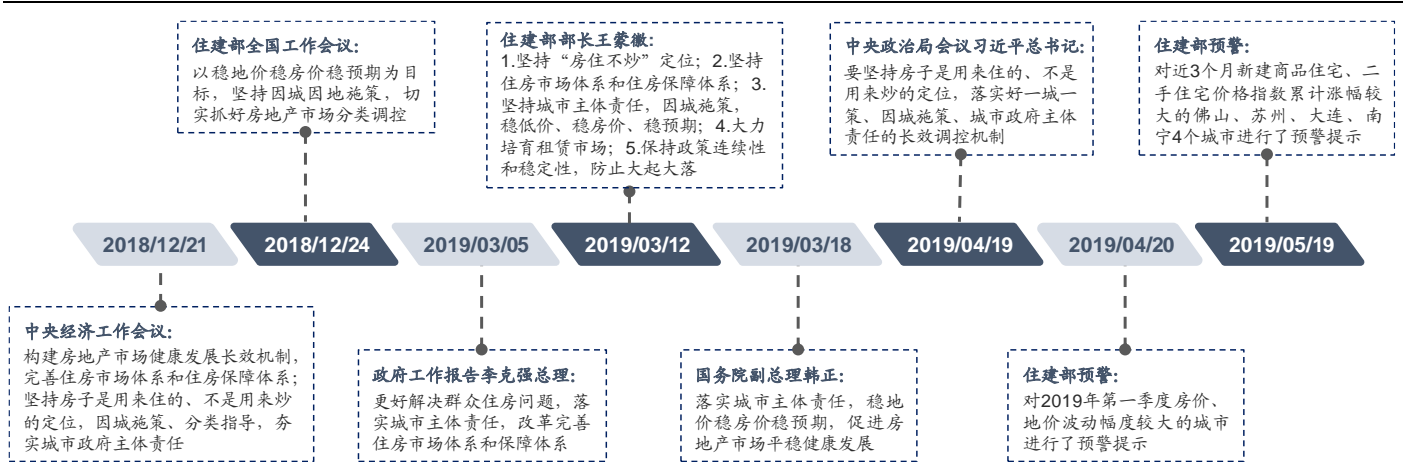 住建部全国工作会议：
以稳地价稳房价稳预期为目
标，坚持因城因地施策，切
实抓好房地产市场分类调控
住建部部长王蒙徽：
1.坚持“房住不炒”定位；2.坚持
住房市场体系和住房保障体系；3.
坚持城市主体责任，因城施策，
稳低价、稳房价、稳预期；4.大力
培育租赁市场；5.保持政策连续性
和稳定性，防止大起大落
中央政治局会议习近平总书记：
要坚持房子是用来住的、不是
用来炒的定位，落实好一城一
策、因城施策、城市政府主体
责任的长效调控机制
住建部预警：
对近3个月新建商品住宅、二
手住宅价格指数累计涨幅较
大的佛山、苏州、大连、南
宁4个城市进行了预警提示
2018/12/21
2018/12/24
2019/03/05
2019/03/12
2019/03/18
2019/04/19
2019/04/20
2019/05/19
中央经济工作会议：
构建房地产市场健康发展长效机制，
完善住房市场体系和住房保障体系；
坚持房子是用来住的、不是用来炒
的定位，因城施策、分类指导，夯
实城市政府主体责任
政府工作报告李克强总理：
更好解决群众住房问题，落
实城市主体责任，改革完善
住房市场体系和保障体系
国务院副总理韩正：
落实城市主体责任，稳地
价稳房价稳预期，促进房
地产市场平稳健康发展
住建部预警：
对2019年第一季度房价、
地价波动幅度较大的城市
进行了预警提示